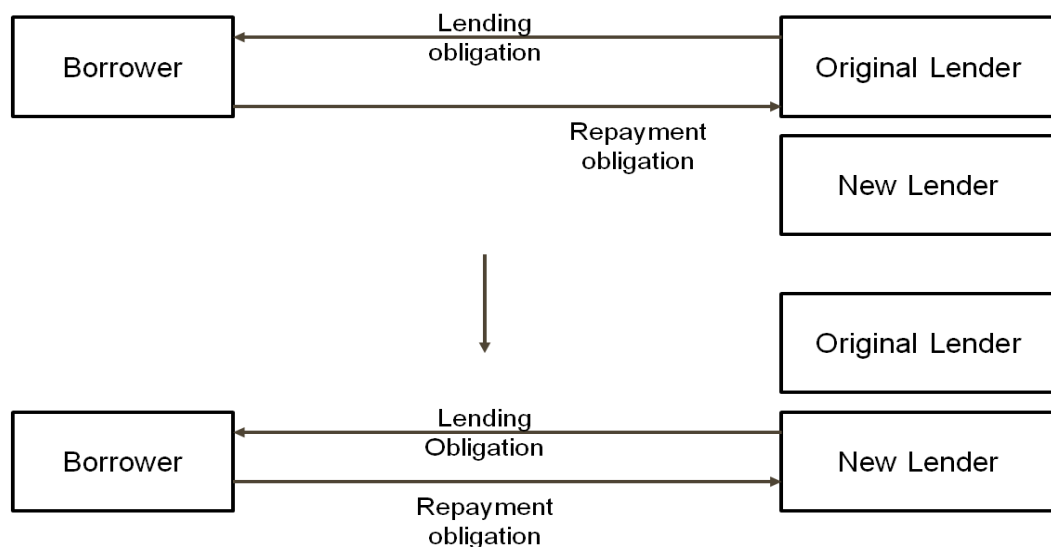 Lending
obligation
Borrower
Original Lender
Repayment
obligation
New Lender
Original Lender
Lending
Obligation
Borrower
New Lender
Repayment
obligation